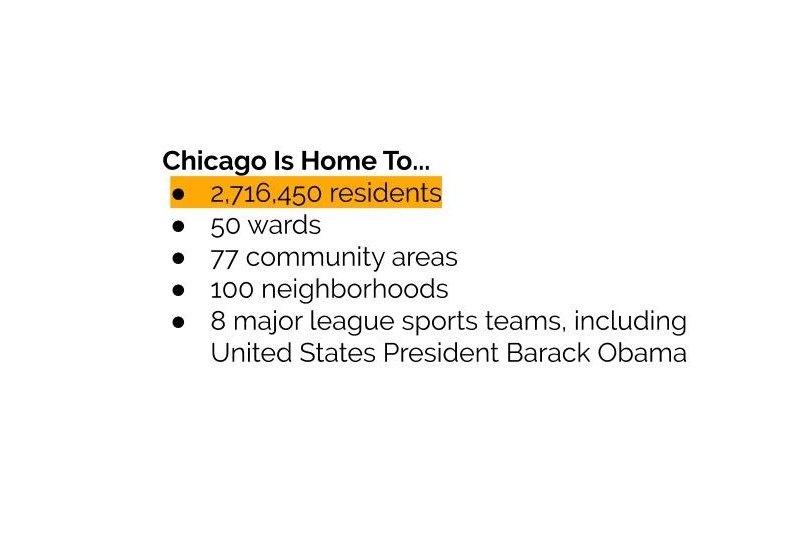 Chicago Is Home To...
● 2,716,450 residents
● 50 wards
● 77 community areas
● 100 neighborhoods
● 8 major league sports teams, including
United States President Barack Obama